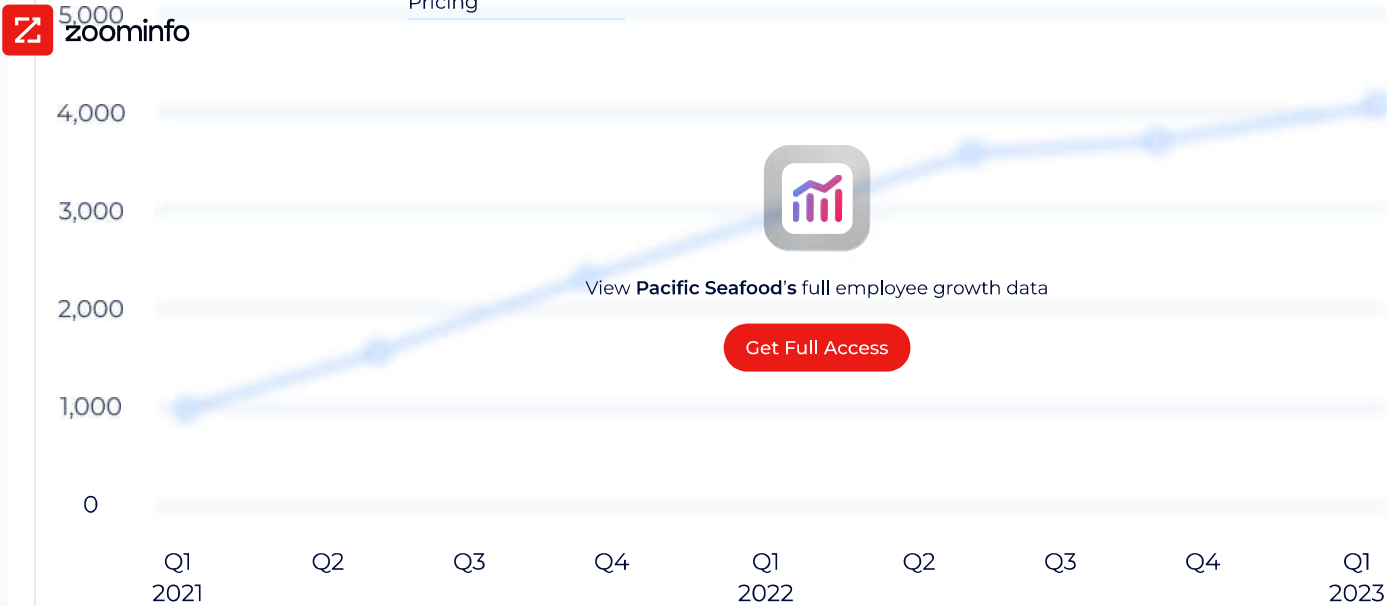 Pricing
5,000
zoominfo
4,000
3,000
View Pacific Seafood's full employee growth data
2,000
Get Full Access
1,000
0
Q1 Q2 Q3 Q4 Q1 Q2 Q3 Q4 Q1
2021 2022 2023